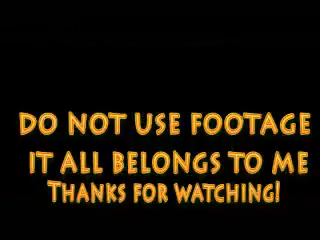 DO NOT USE FOOTAGE
IT ALL BELONGS TO ME
THANKS FOR WATCHING!